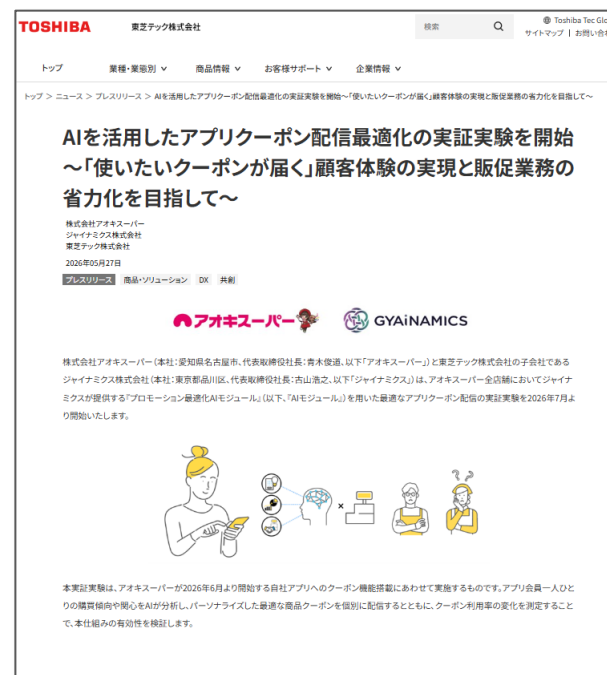 TOSHIBA
東芝テック株式会社
検索
Toshiba Tec Glo
サイトマップ | お問い合わ
トップ
業種・業態別
商品情報
お客様サポート
企業情報
トップ > ニュース > プレスリリース > AIを活用したアプリクーポン配信最適化の実証実験を開始~「使いたいクーポンが届く」顧客体験の実現と販促業務の省力化を目指して~
AIを活用したアプリクーポン配信最適化の実証実験を開始
~「使いたいクーポンが届く」顧客体験の実現と販促業務の
省力化を目指して~
株式会社アオキスーパー
ジャイナミクス株式会社
東芝テック株式会社
2026年05月27日
プレスリリース 商品・ソリューション DX 共創
アオキスーパー
GYAiNAMICS
株式会社アオキスーパー(本社:愛知県名古屋市、代表取締役社長:青木俊道、以下「アオキスーパー」)と東芝テック株式会社の子会社である
ジャイナミクス株式会社(本社:東京都品川区、代表取締役社長:古山浩之、以下「ジャイナミクス」)は、アオキスーパー全店舗においてジャイナ
ミクスが提供する『プロモーション最適化AIモジュール』(以下、『AIモジュール』)を用いた最適なアプリクーポン配信の実証実験を2026年7月よ
り開始いたします。
本実証実験は、アオキスーパーが2026年6月より開始する自社アプリへのクーポン機能搭載にあわせて実施するものです。アプリ会員一人ひと
りの購買傾向や関心をAIが分析し、パーソナライズした最適な商品クーポンを個別に配信するとともに、クーポン利用率の変化を測定すること
で、本仕組みの有効性を検証します。